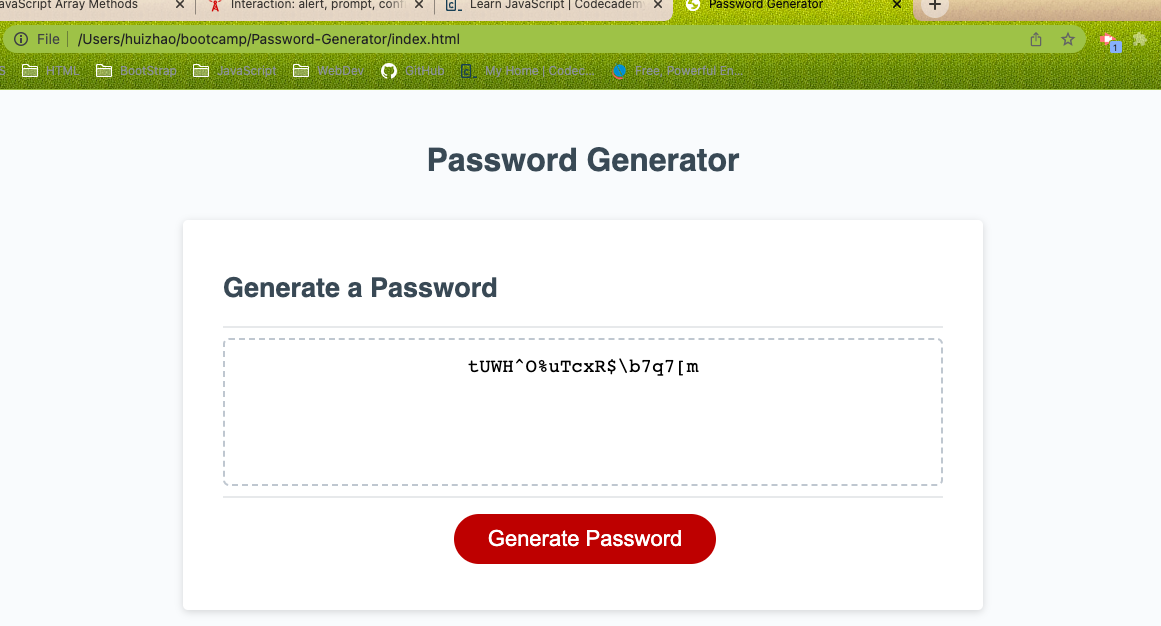 avaScript Array Methods
Interaction: alert, prompt, conf
Learn JavaScript | Codecadem
Password Generator
File
/Users/huizhao/bootcamp/Password-Generator/index.html
1
S
HTML
BootStrap
JavaScript
WebDev
GitHub
My Home | Codec...
Free, Powerful En...
Password Generator
Generate a Password
tUWH^O%uTcxR$\b7q7[m
Generate Password